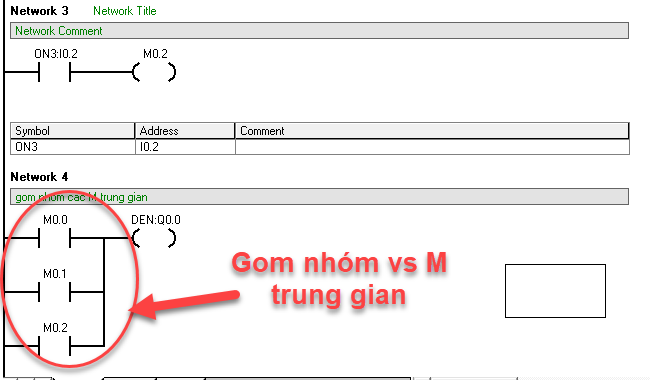 Network 3 Network Title
Network Comment
ON3:I0.2 M0.2
Symbol Address Comment
ON3 I0.2
Network 4
gom nhom cac M trung gian
M0.0 DEN:Q0.0
M0.1
M0.2
Gom nhóm vs M
trung gian